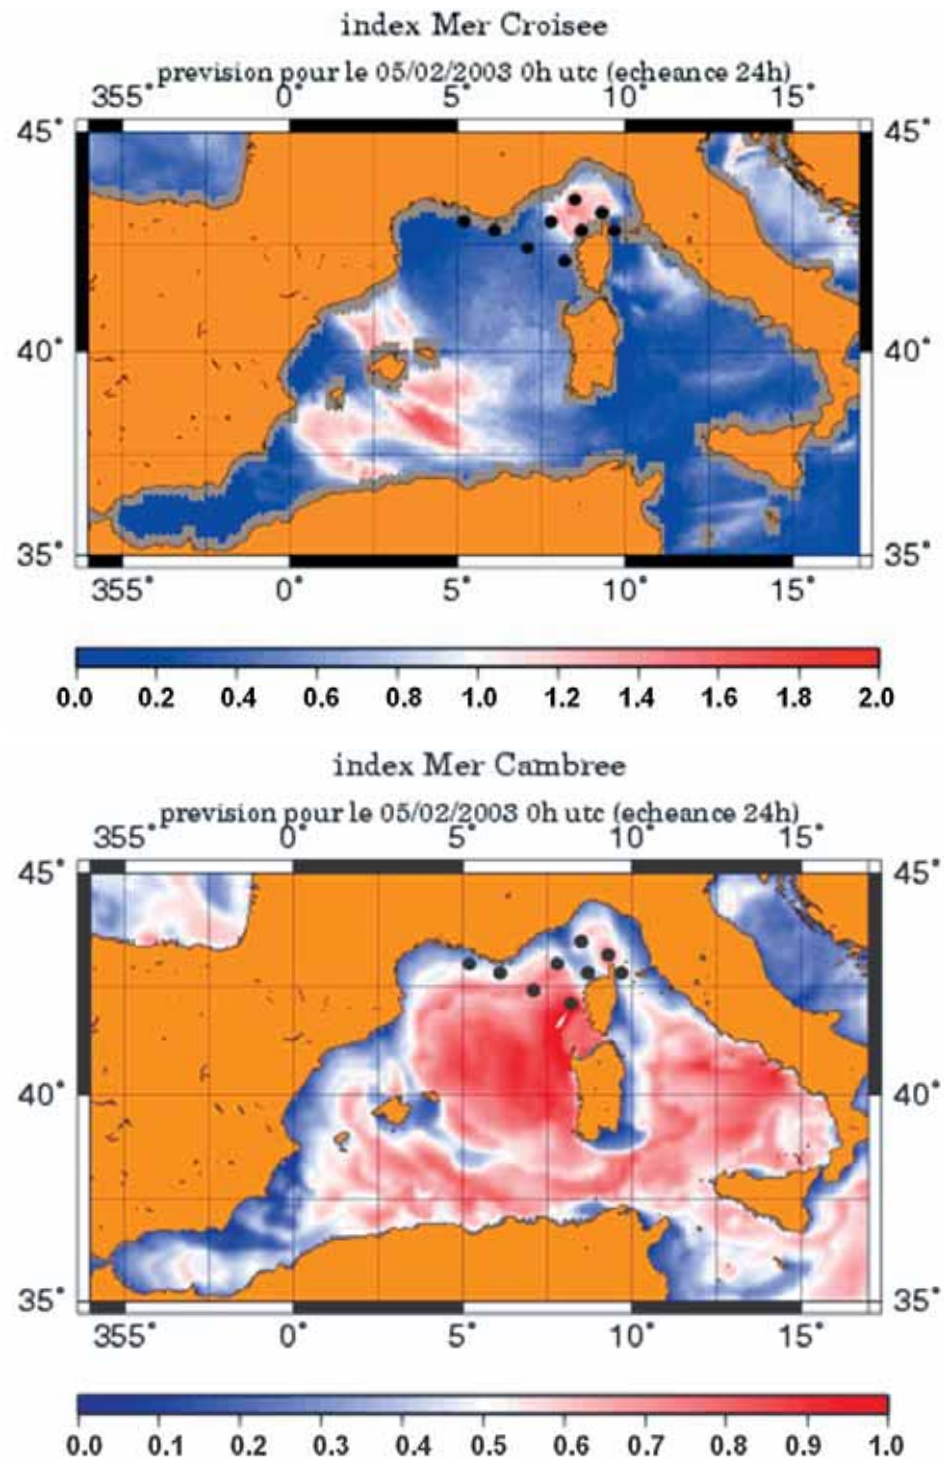 index Mer Croisee
prevision pour le 05/02/2003 0h utc (echeance 24h)
355° 0° 5° 10° 15°
45° 45°
40° 40°
35° 35°
355° 0° 5° 10° 15°
0.0 0.2 0.4 0.6 0.8 1.0 1.2 1.4 1.6 1.8 2.0
index Mer Cambree
prevision pour le 05/02/2003 0h utc (echeance 24h)
355° 0° 5° 10° 15°
45° 45°
40° 40°
35° 35°
355° 0° 5° 10° 15°
0.0 0.1 0.2 0.3 0.4 0.5 0.6 0.7 0.8 0.9 1.0